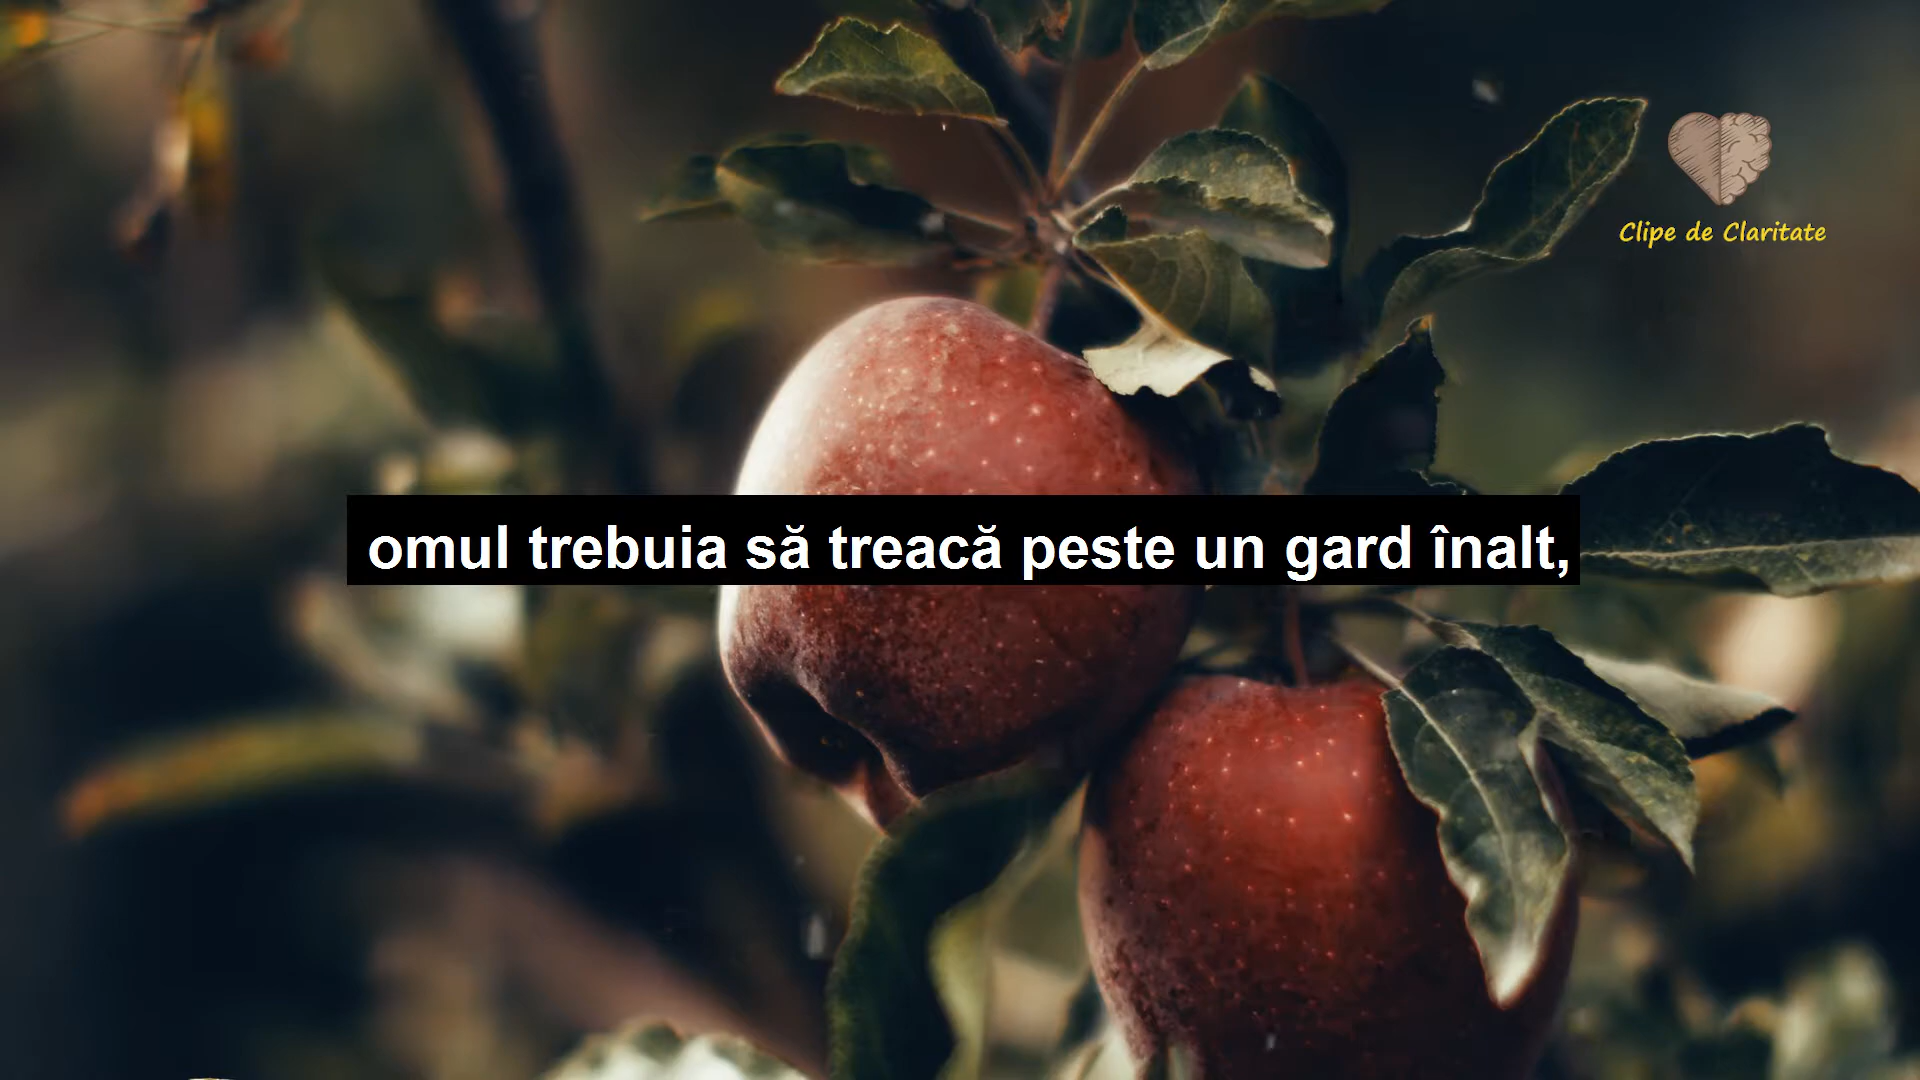 Clipe de Claritate
omul trebuia să treacă peste un gard înalt,